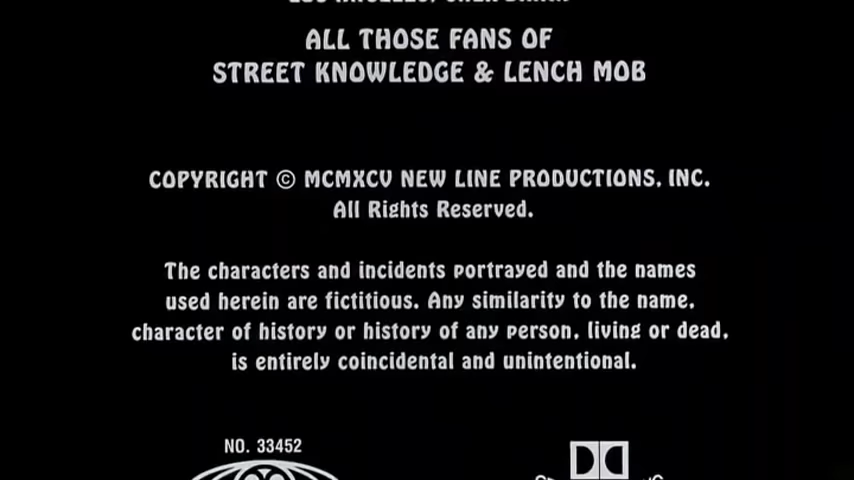 ALL THOSE FANS OF
STREET KNOWLEDGE & LENCH MOB
COPYRIGHT © MCMXCV NEW LINE PRODUCTIONS, INC.
All Rights Reserved.
The characters and incidents portrayed and the names
used herein are fictitious. Any similarity to the name,
character of history or history of any person, living or dead,
is entirely coincidental and unintentional.
NO. 33452